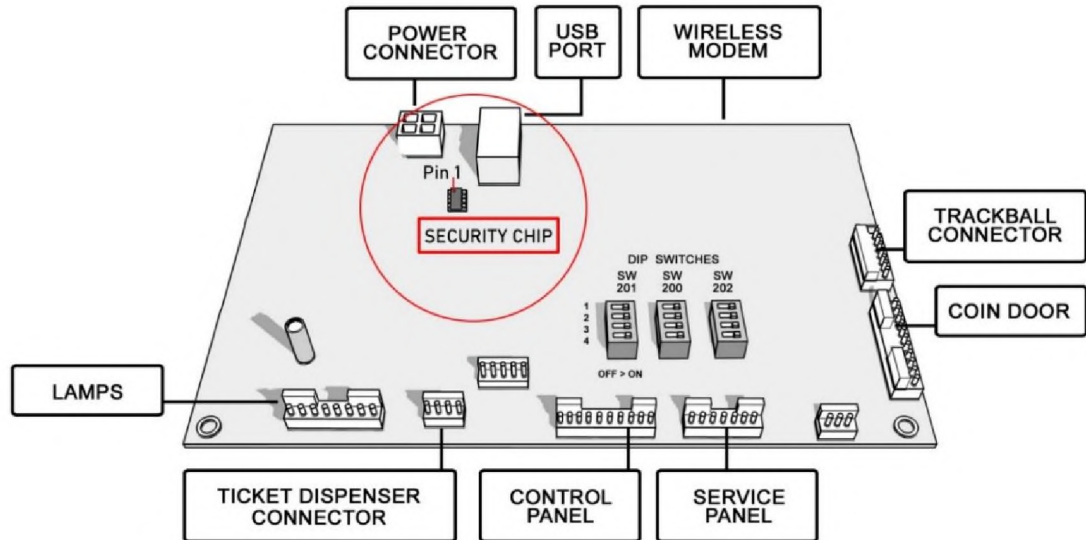 POWER
CONNECTOR
USB
PORT
WIRELESS
MODEM
Pin 1
SECURITY CHIP
TRACKBALL
CONNECTOR
DIP SWITCHES
SW
201
SW
200
SW
202
1
2
3
4
OFF > ON
COIN DOOR
LAMPS
TICKET DISPENSER
CONNECTOR
CONTROL
PANEL
SERVICE
PANEL